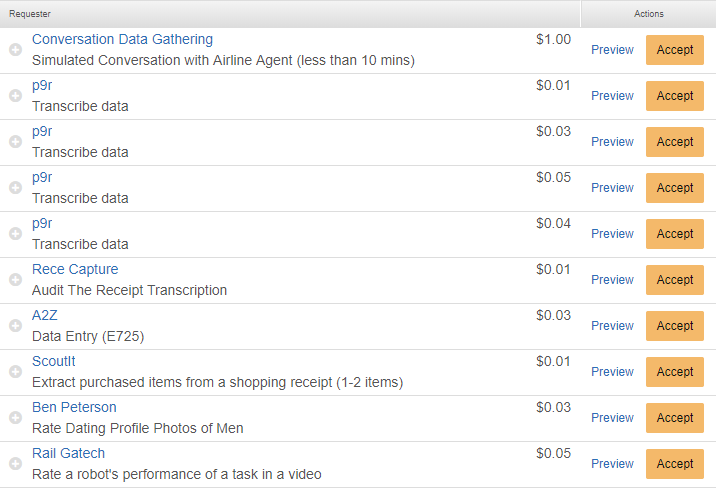 Requester Actions
Conversation Data Gathering $1.00 Preview Accept
Simulated Conversation with Airline Agent (less than 10 mins)
p9r $0.01 Preview Accept
Transcribe data
p9r $0.03 Preview Accept
Transcribe data
p9r $0.05 Preview Accept
Transcribe data
p9r $0.04 Preview Accept
Transcribe data
Rece Capture $0.01 Preview Accept
Audit The Receipt Transcription
A2Z $0.03 Preview Accept
Data Entry (E725)
ScoutIt $0.01 Preview Accept
Extract purchased items from a shopping receipt (1-2 items)
Ben Peterson $0.03 Preview Accept
Rate Dating Profile Photos of Men
Rail Gatech $0.05 Preview Accept
Rate a robot's performance of a task in a video